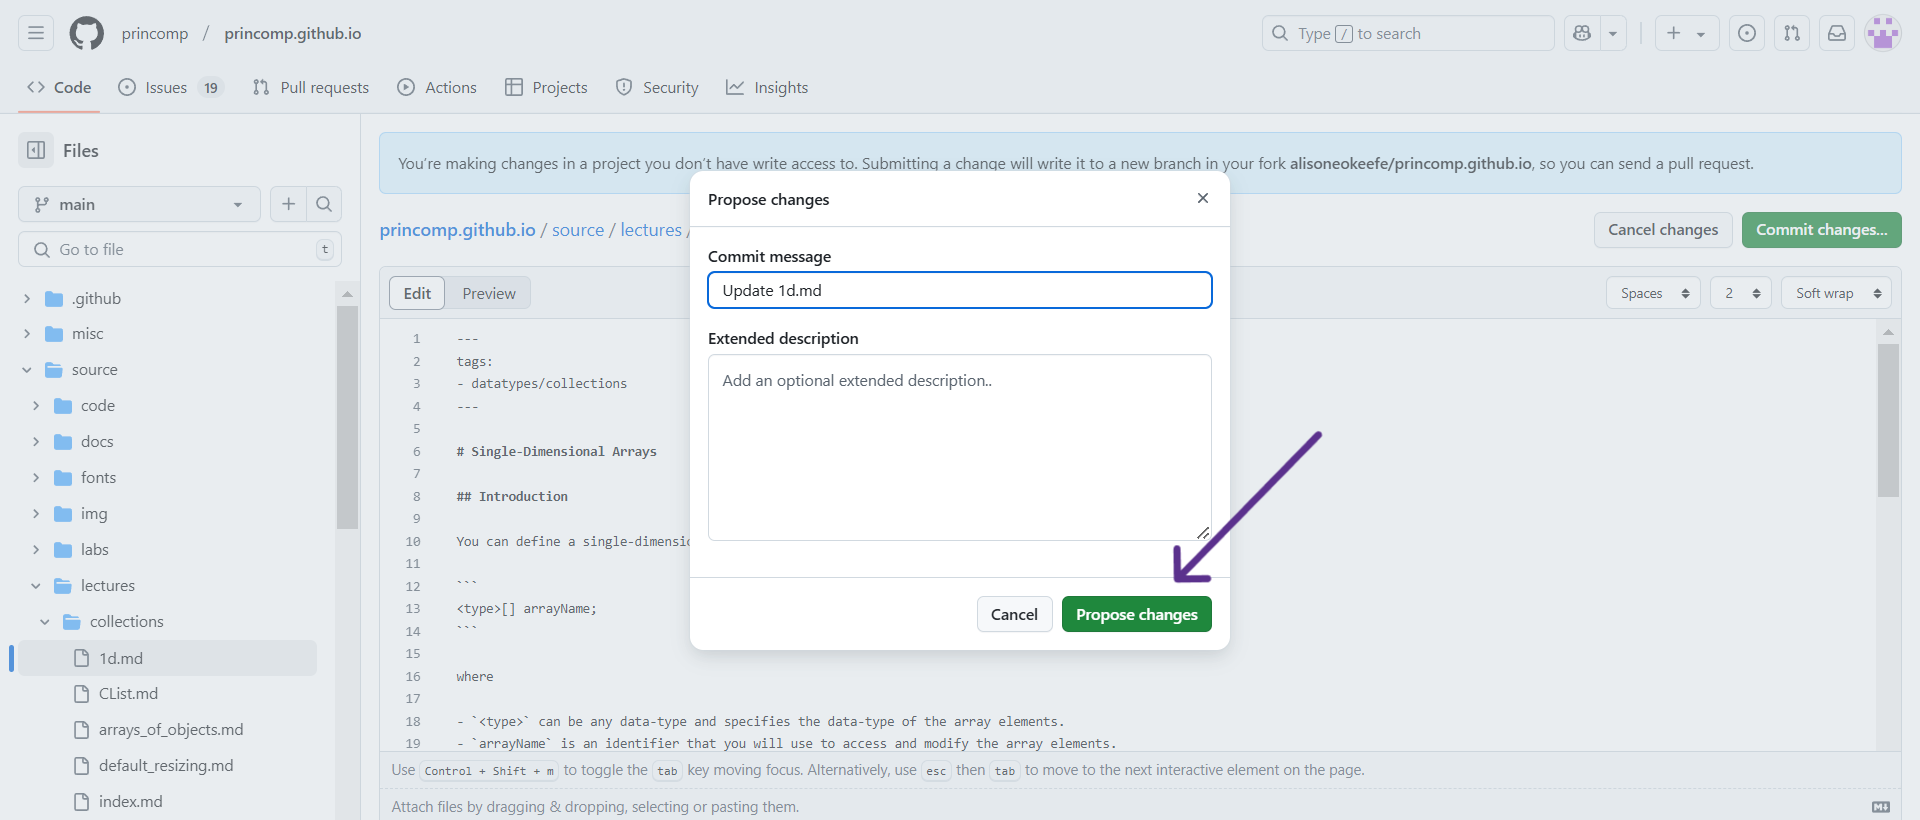 princomp / princomp.github.io
Type / to search
Code
Issues 19
Pull requests
Actions
Projects
Security
Insights
Files
main
Go to file
t
.github
misc
source
code
docs
fonts
img
labs
lectures
collections
1d.md
CList.md
arrays_of_objects.md
default_resizing.md
index.md
You're making changes in a project you don't have write access to. Submitting a change will write it to a new branch in your fork alisoneokeefe/princomp.github.io, so you can send a pull request.
princomp.github.io / source / lectures /
Cancel changes
Commit changes...
Edit
Preview
Spaces
2
Soft wrap
1 ---
2 tags:
3 - datatypes/collections
4 ---
5
6 # Single-Dimensional Arrays
7
8 ## Introduction
9
10 You can define a single-dimensio
11
12 ```
13 <type>[] arrayName;
14 ```
15
16 where
17
18 - `<type>` can be any data-type and specifies the data-type of the array elements.
19 - `arrayName` is an identifier that you will use to access and modify the array elements.
Use Control + Shift + m to toggle the tab key moving focus. Alternatively, use esc then tab to move to the next interactive element on the page.
Attach files by dragging & dropping, selecting or pasting them.
Propose changes
Commit message
Update 1d.md
Extended description
Add an optional extended description..
Cancel
Propose changes